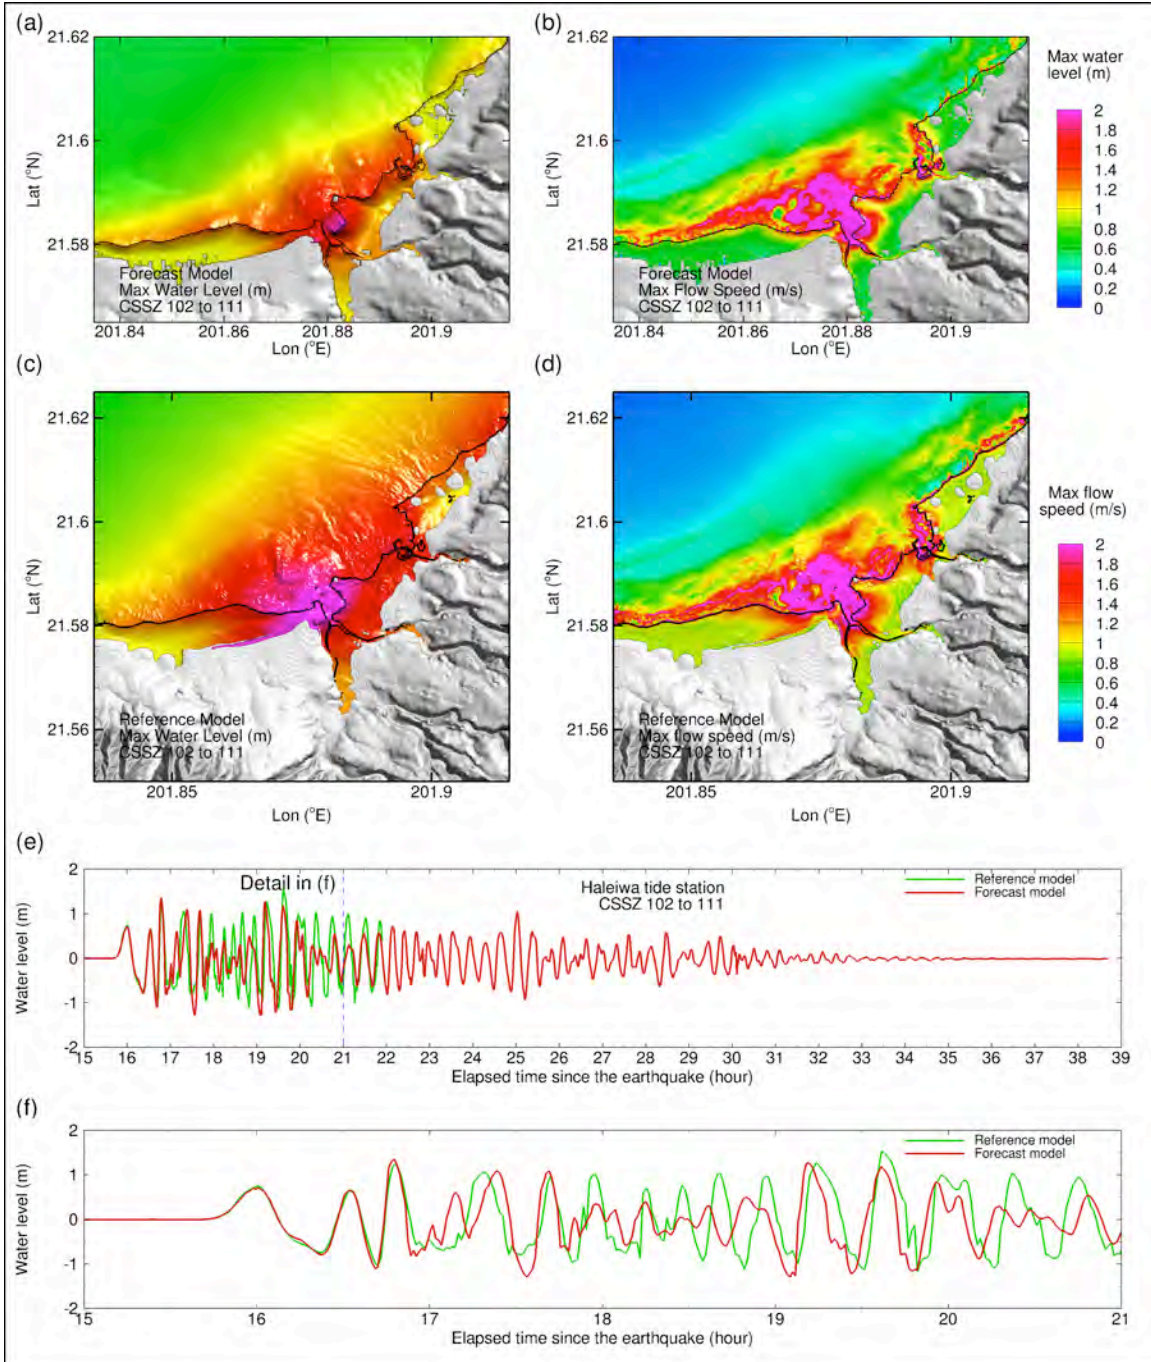 (a)
(b)
21.62
21.6
21.58
Lat (°N)
Forecast Model
Max Water Level (m)
CSSZ 102 to 111
201.84
201.86
201.88
201.9
Lon (°E)
21.62
21.6
21.58
Lat (°N)
Forecast Model
Max Flow Speed (m/s)
CSSZ 102 to 111
201.84
201.86
201.88
201.9
Lon (°E)
Max water
level (m)
2
1.8
1.6
1.4
1.2
1
0.8
0.6
0.4
0.2
0
(c)
(d)
21.62
21.6
21.58
21.56
Lat (°N)
Reference Model
Max Water Level (m)
CSSZ 102 to 111
201.85
201.9
Lon (°E)
21.62
21.6
21.58
21.56
Lat (°N)
Reference Model
Max flow speed (m/s)
CSSZ 102 to 111
201.85
201.9
Lon (°E)
Max flow
speed (m/s)
2
1.8
1.6
1.4
1.2
1
0.8
0.6
0.4
0.2
0
(e)
2
1
0
-1
-2
Water level (m)
Detail in (f)
Haleiwa tide station
CSSZ 102 to 111
Reference model
Forecast model
15 16 17 18 19 20 21 22 23 24 25 26 27 28 29 30 31 32 33 34 35 36 37 38 39
Elapsed time since the earthquake (hour)
(f)
2
1
0
-1
-2
Water level (m)
Reference model
Forecast model
15 16 17 18 19 20 21
Elapsed time since the earthquake (hour)